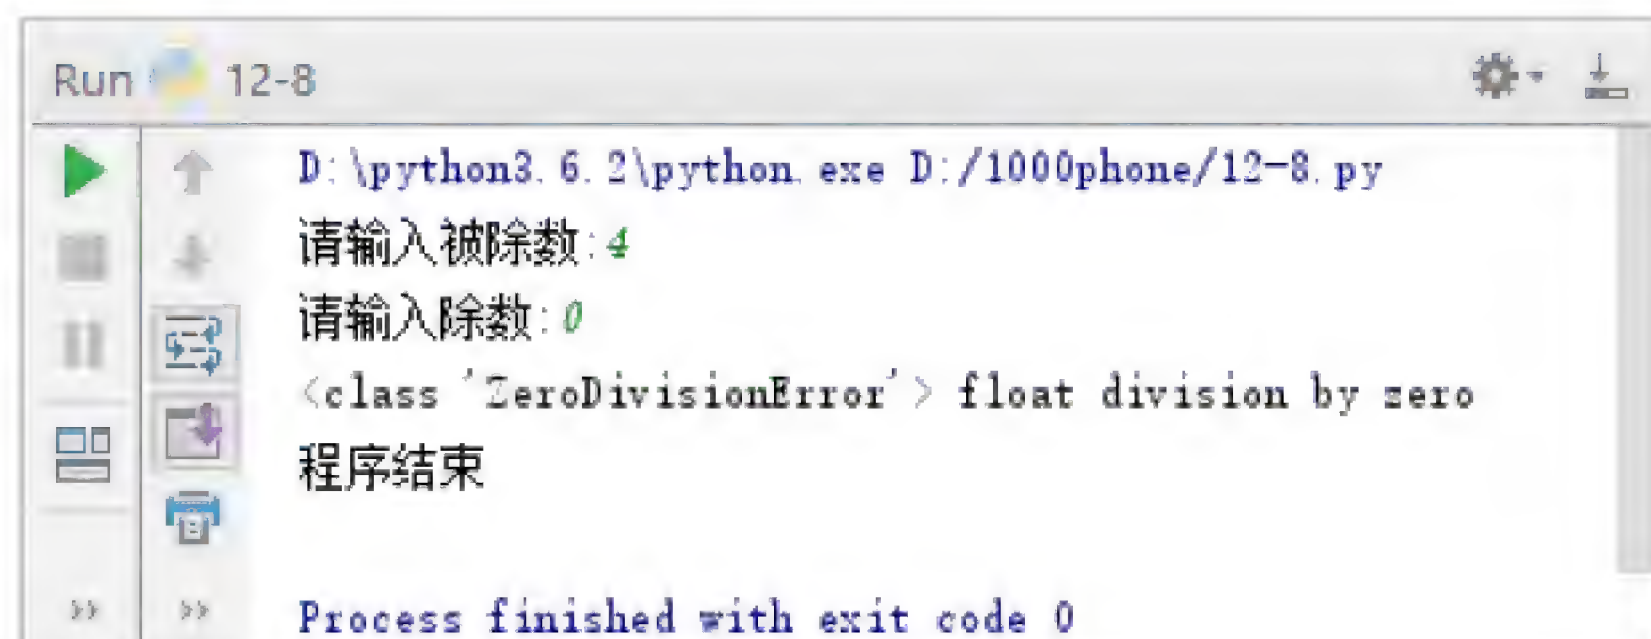 Run 12-8
D:\python3.6.2\python.exe D:/1000phone/12-8.py
请输入被除数:4
请输入除数:0
<class 'ZeroDivisionError'> float division by zero
程序结束
Process finished with exit code 0